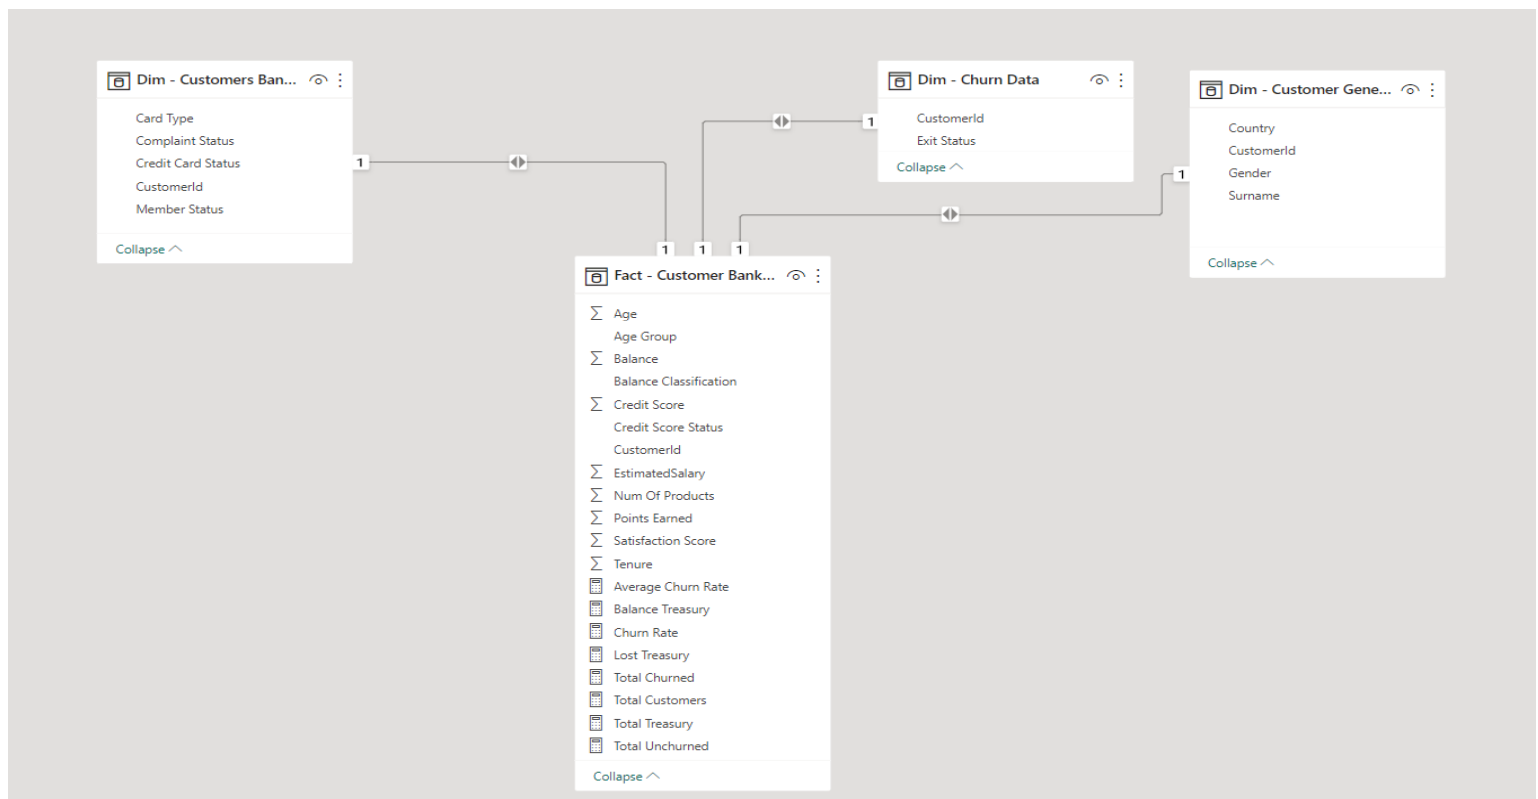 Dim - Customers Ban...
Card Type
Complaint Status
Credit Card Status
CustomerId
Member Status
Collapse
1
Dim - Churn Data
CustomerId
Exit Status
Collapse
1
Dim - Customer Gene...
Country
CustomerId
Gender
Surname
Collapse
1
1
1
1
Fact - Customer Bank...
Age
Age Group
Balance
Balance Classification
Credit Score
Credit Score Status
CustomerId
EstimatedSalary
Num Of Products
Points Earned
Satisfaction Score
Tenure
Average Churn Rate
Balance Treasury
Churn Rate
Lost Treasury
Total Churned
Total Customers
Total Treasury
Total Unchurned
Collapse